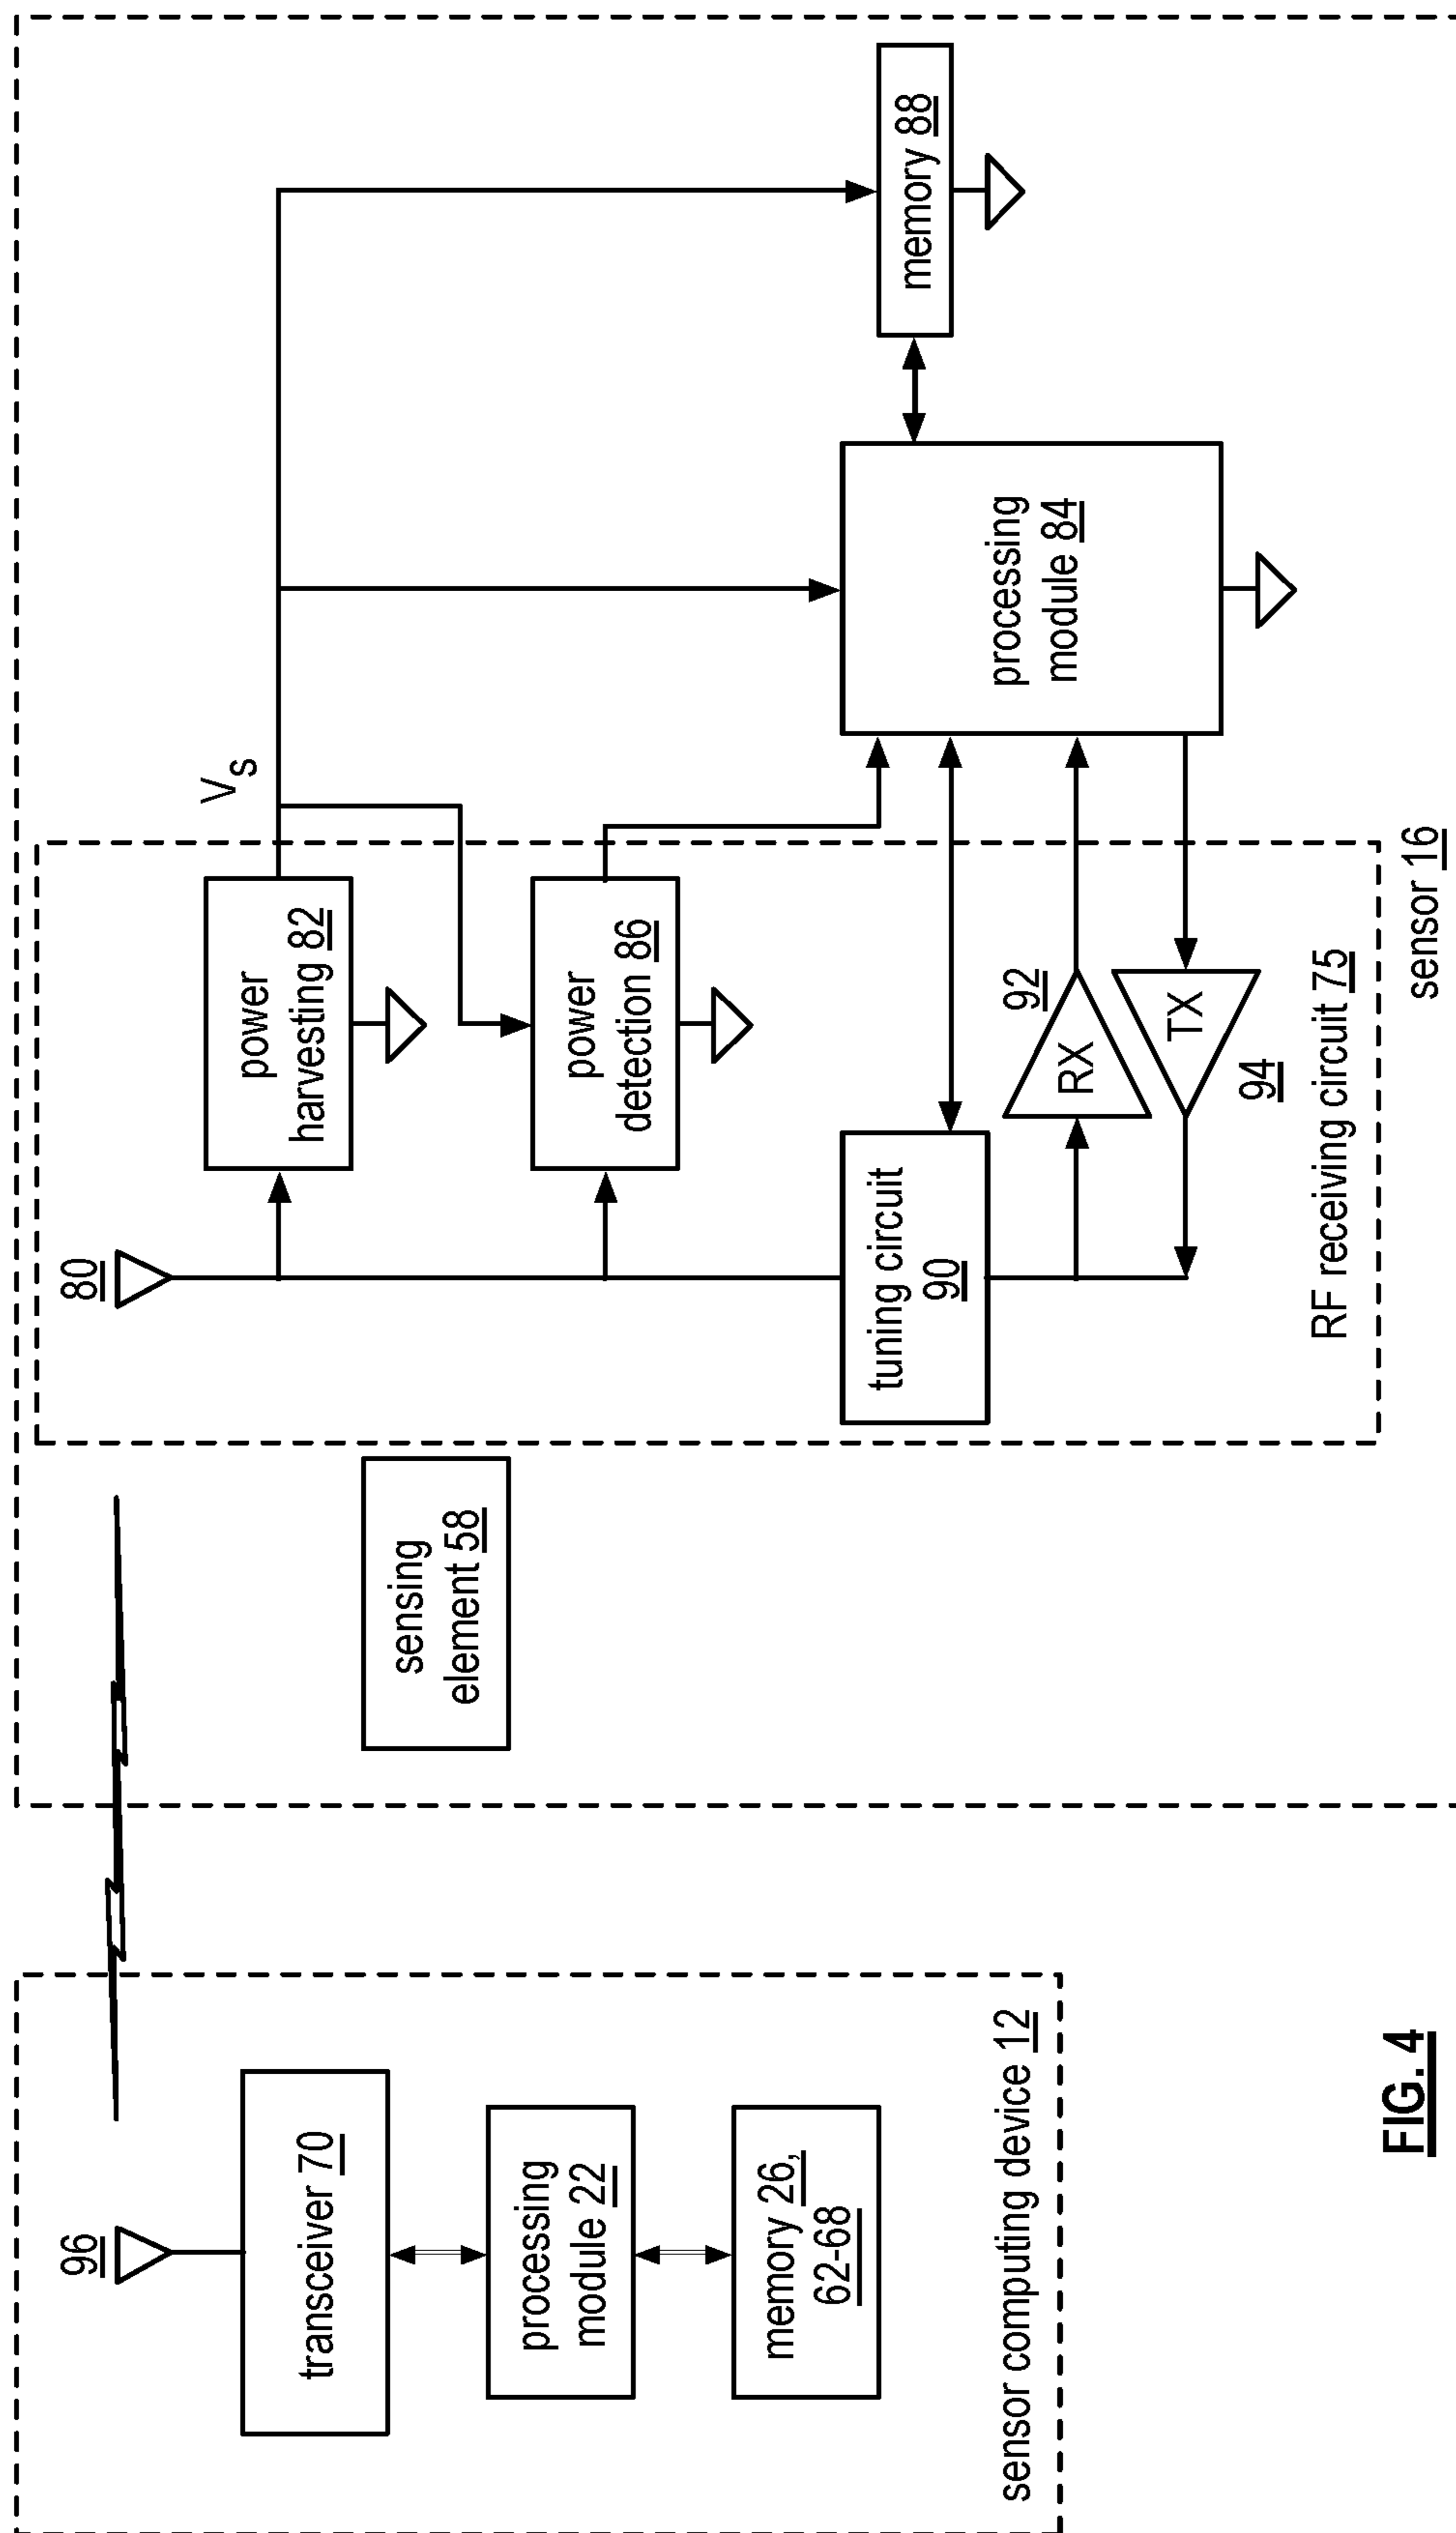 96
transceiver 70
processing
module 22
memory 26,
62-68
sensor computing device 12
sensing
element 58
80
power
harvesting 82
Vs
power
detection 86
tuning circuit
90
RX
92
TX
94
RF receiving circuit 75
processing
module 84
memory 88
sensor 16
FIG. 4